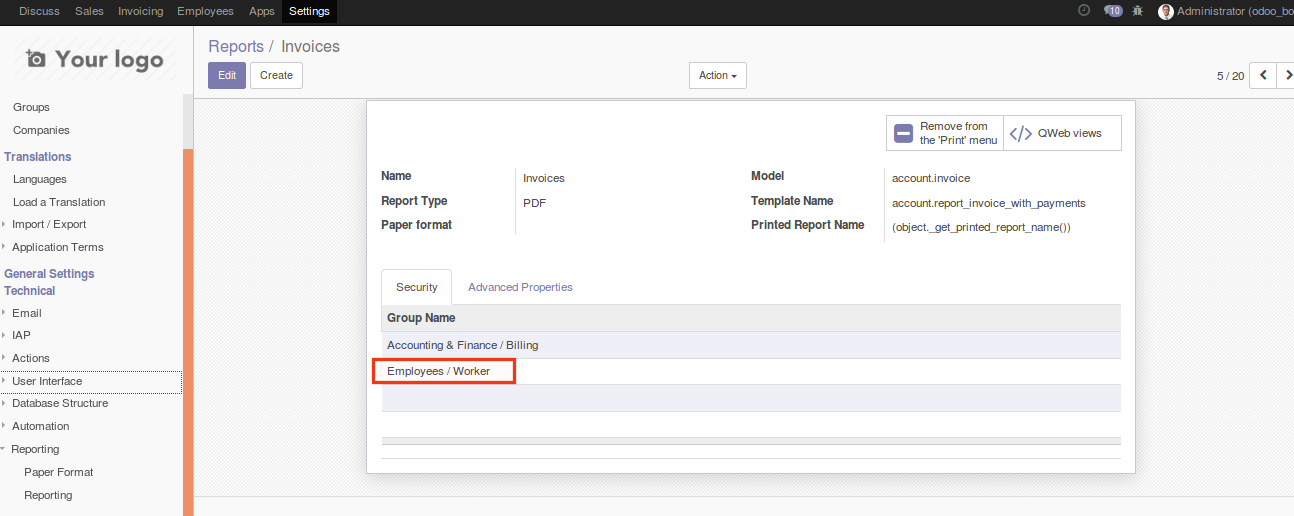 Discuss Sales Invoicing Employees Apps Settings 10 Administrator (odoo_bo
Your logo
Groups
Companies
Translations
Languages
Load a Translation
Import / Export
Application Terms
General Settings
Technical
Email
IAP
Actions
User Interface
Database Structure
Automation
Reporting
Paper Format
Reporting
Reports / Invoices
Edit Create Action 5 / 20
Remove from
the 'Print' menu
QWeb views
Name Invoices
Report Type PDF
Paper format
Model account.invoice
Template Name account.report_invoice_with_payments
Printed Report Name (object._get_printed_report_name())
Security Advanced Properties
Group Name
Accounting & Finance / Billing
Employees / Worker